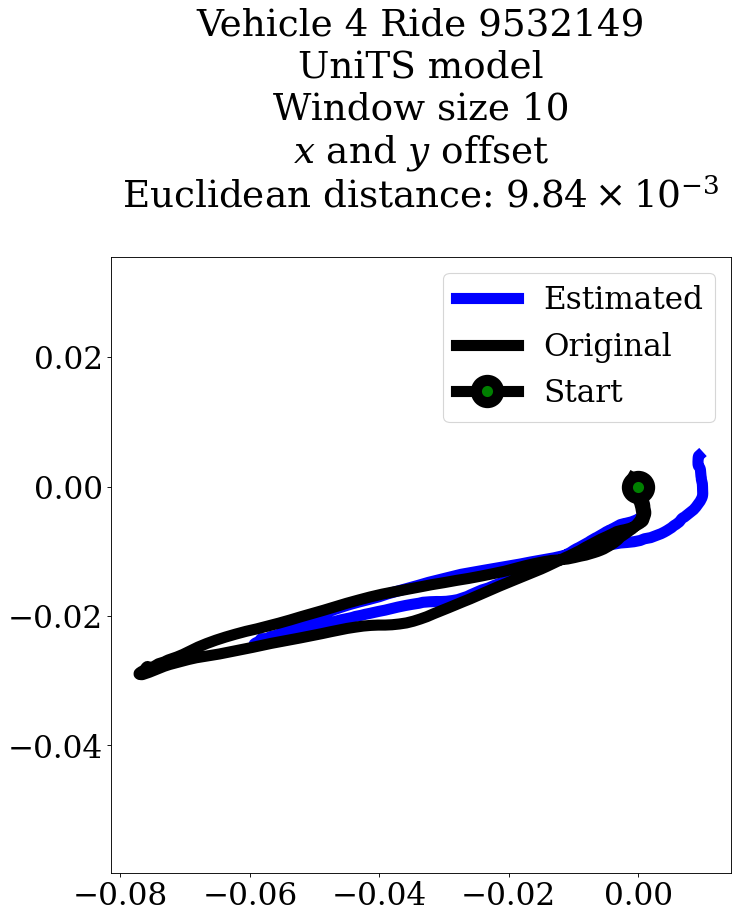 Vehicle 4 Ride 9532149
UniTS model
Window size 10
x and y offset
Euclidean distance: 9.84 × 10⁻³
Estimated
Original
Start
0.02
0.00
−0.02
−0.04
−0.08 −0.06 −0.04 −0.02 0.00